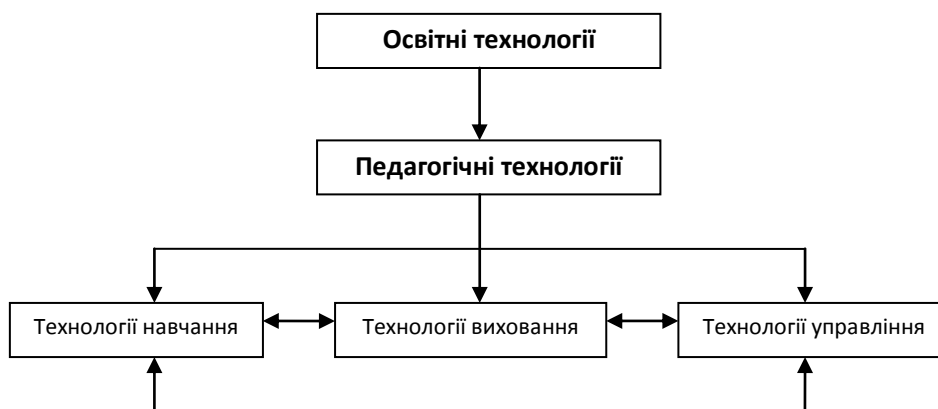 Освітні технології
Педагогічні технології
Технології навчання
Технології виховання
Технології управління